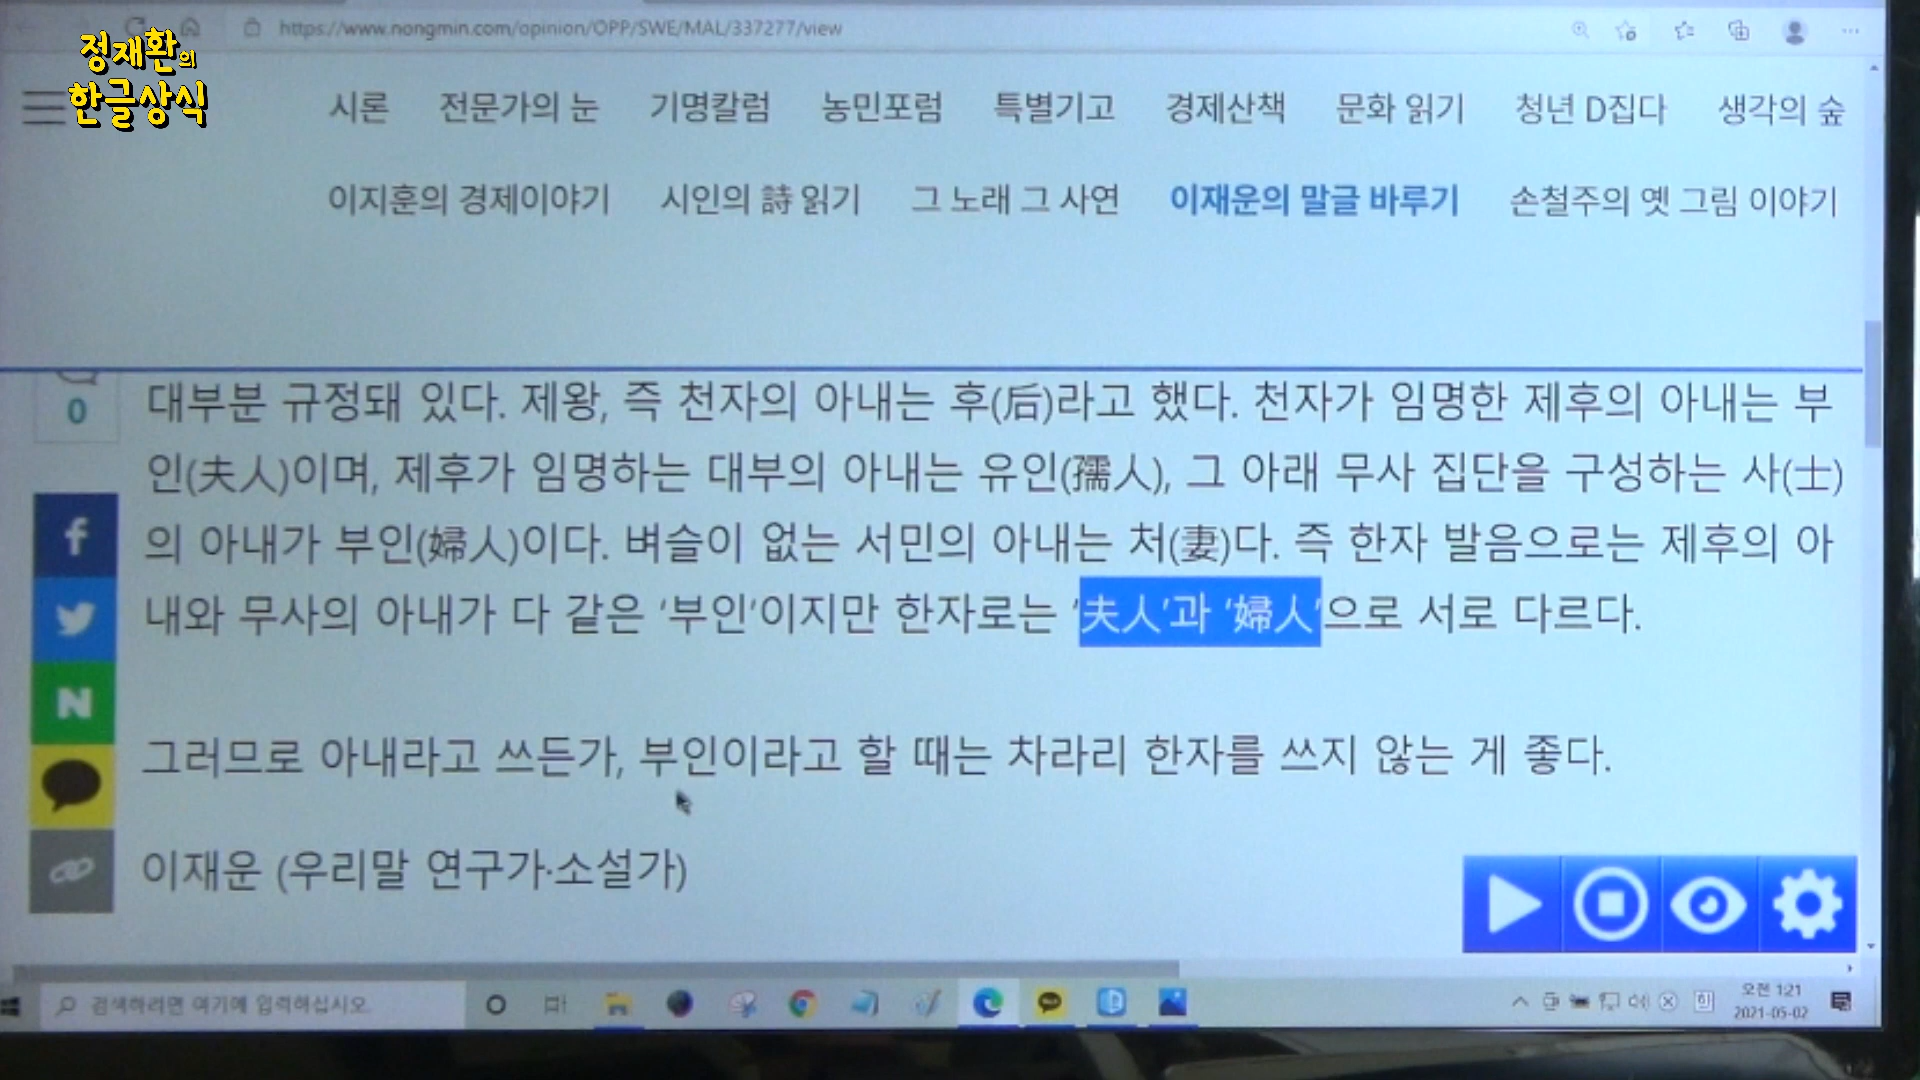 https://www.nongmin.com/opinion/OPP/SWE/MAL/337277/view
정재환의
한글상식
시론 전문가의 눈 기명칼럼 농민포럼 특별기고 경제산책 문화 읽기 청년 D집다 생각의 숲
이지훈의 경제이야기 시인의 詩 읽기 그 노래 그 사연 이재운의 말글 바루기 손철주의 옛 그림 이야기
0
대부분 규정돼 있다. 제왕, 즉 천자의 아내는 후(后)라고 했다. 천자가 임명한 제후의 아내는 부
인(夫人)이며, 제후가 임명하는 대부의 아내는 유인(孺人), 그 아래 무사 집단을 구성하는 사(士)
의 아내가 부인(婦人)이다. 벼슬이 없는 서민의 아내는 처(妻)다. 즉 한자 발음으로는 제후의 아
내와 무사의 아내가 다 같은 ‘부인’이지만 한자로는 ‘夫人’과 ‘婦人’으로 서로 다르다.
그러므로 아내라고 쓰든가, 부인이라고 할 때는 차라리 한자를 쓰지 않는 게 좋다.
이재운 (우리말 연구가·소설가)
검색하려면 여기에 입력하십시오.
오전 1:21
2021-05-02